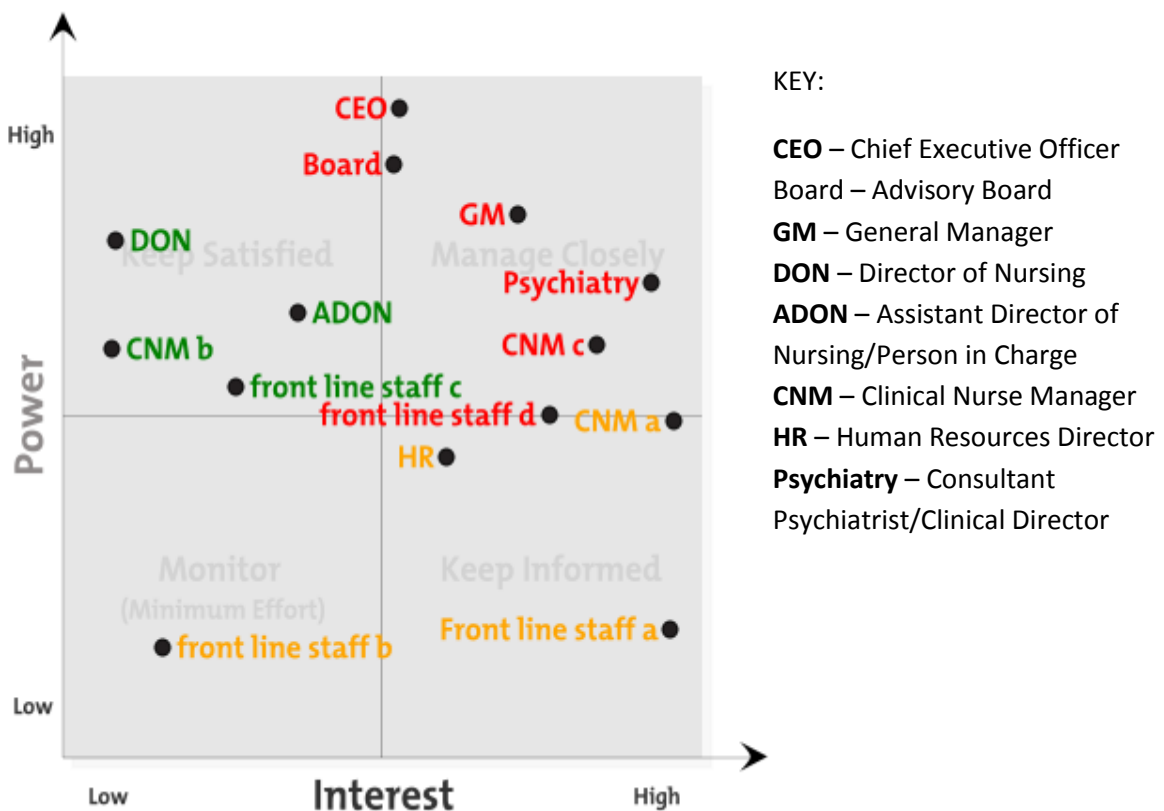 CEO
High
Board
GM
DON
Keep Satisfied
Manage Closely
Psychiatry
ADON
CNM b
CNM c
front line staff c
front line staff d
CNM a
HR
Power
Monitor
(Minimum Effort)
Keep Informed
Front line staff a
front line staff b
Low
Low
Interest
High
KEY:
CEO – Chief Executive Officer
Board – Advisory Board
GM – General Manager
DON – Director of Nursing
ADON – Assistant Director of
Nursing/Person in Charge
CNM – Clinical Nurse Manager
HR – Human Resources Director
Psychiatry – Consultant
Psychiatrist/Clinical Director